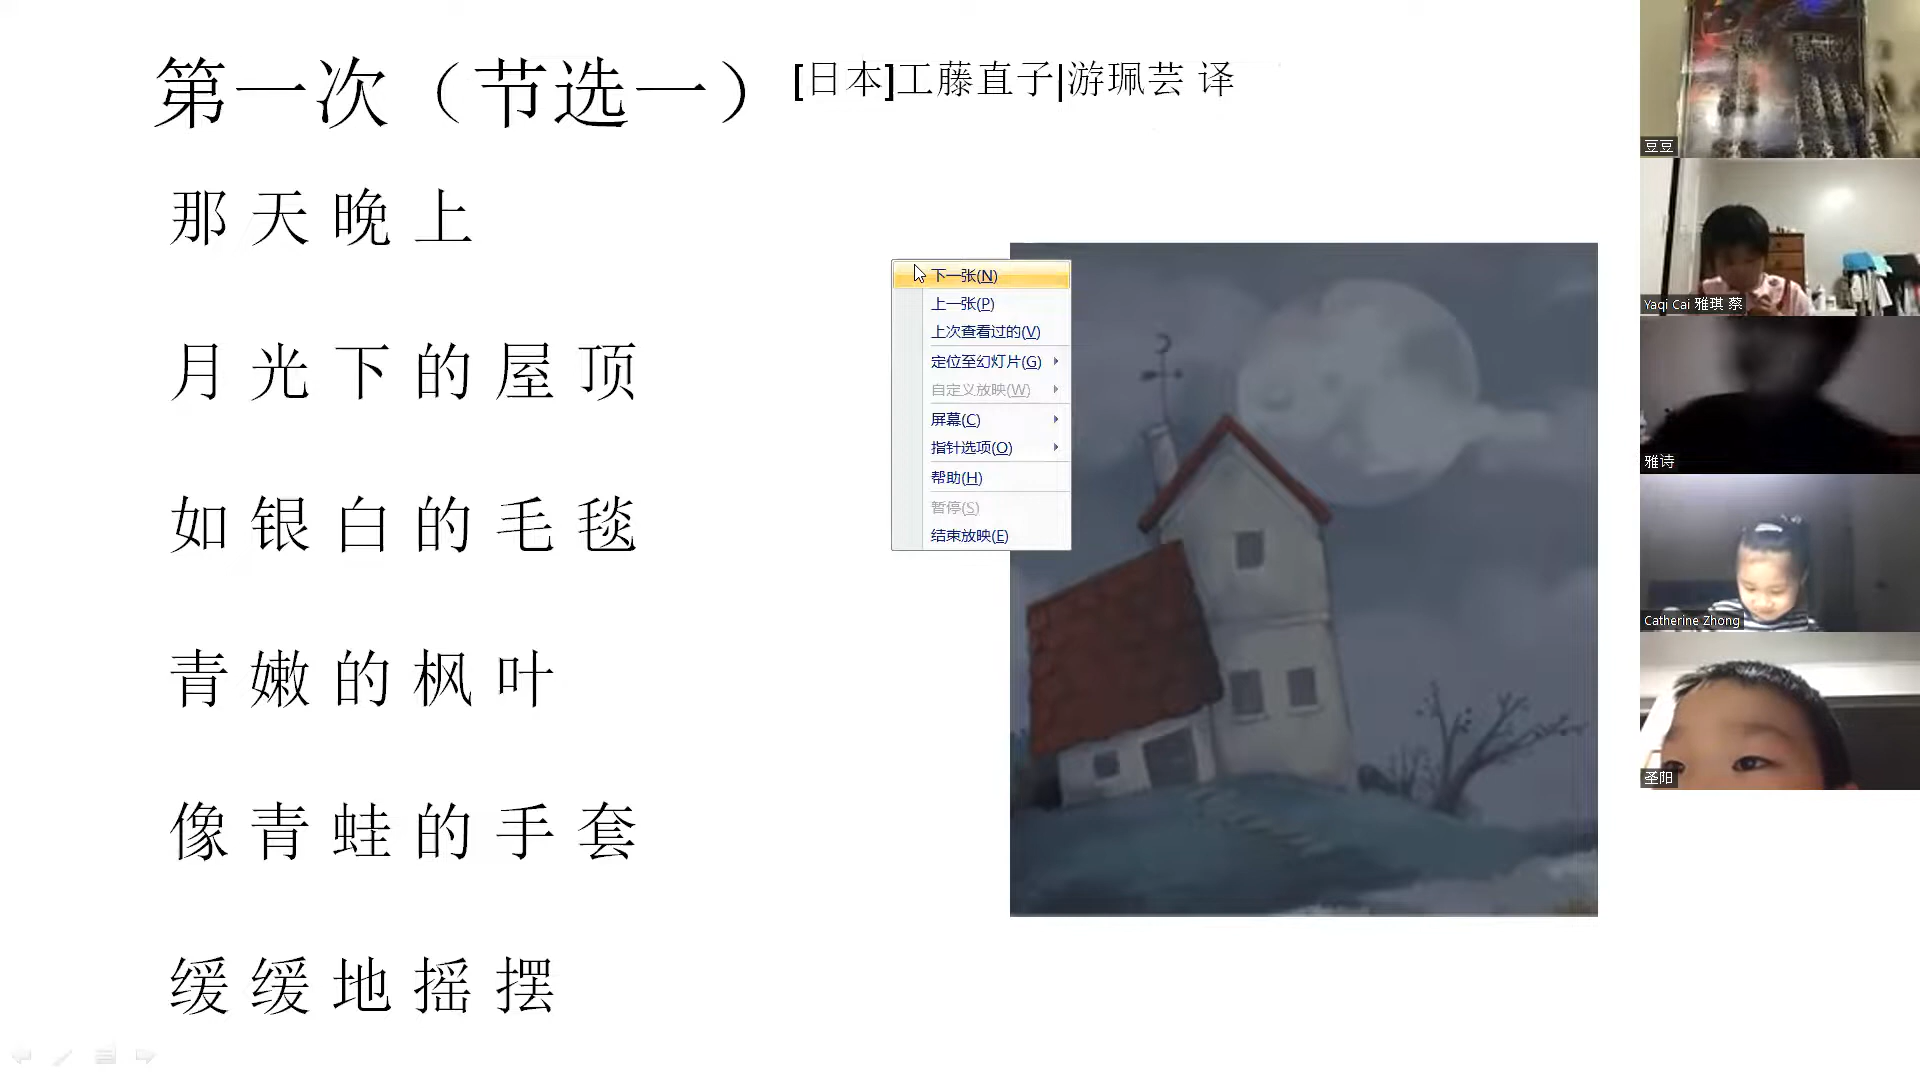 第一次（节选一） [日本]工藤直子|游珮芸 译
那天晚上
月光下的屋顶
如银白的毛毯
青嫩的枫叶
像青蛙的手套
缓缓地摇摆
下一张(N)
上一张(P)
上次查看过的(V)
定位至幻灯片(G)
自定义放映(W)
屏幕(C)
指针选项(O)
帮助(H)
暂停(S)
结束放映(E)
豆豆
Yaqi Cai 雅琪 蔡
雅诗
Catherine Zhong
圣阳